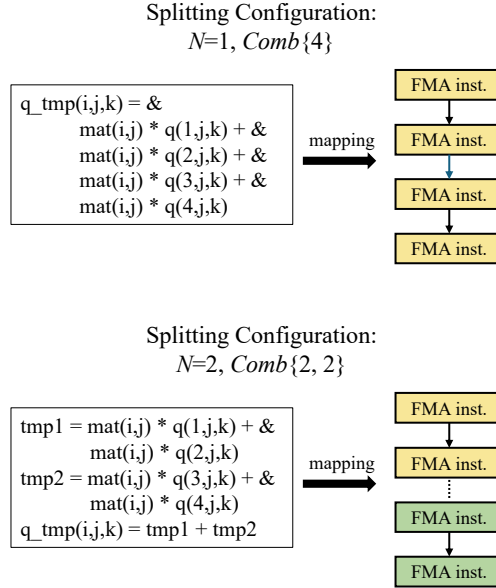 Splitting Configuration:
N=1, Comb{4}
q_tmp(i,j,k) = &
mat(i,j) * q(1,j,k) + &
mat(i,j) * q(2,j,k) + &
mat(i,j) * q(3,j,k) + &
mat(i,j) * q(4,j,k)
mapping
FMA inst.
FMA inst.
FMA inst.
FMA inst.
Splitting Configuration:
N=2, Comb{2, 2}
tmp1 = mat(i,j) * q(1,j,k) + &
mat(i,j) * q(2,j,k)
tmp2 = mat(i,j) * q(3,j,k) + &
mat(i,j) * q(4,j,k)
q_tmp(i,j,k) = tmp1 + tmp2
mapping
FMA inst.
FMA inst.
FMA inst.
FMA inst.